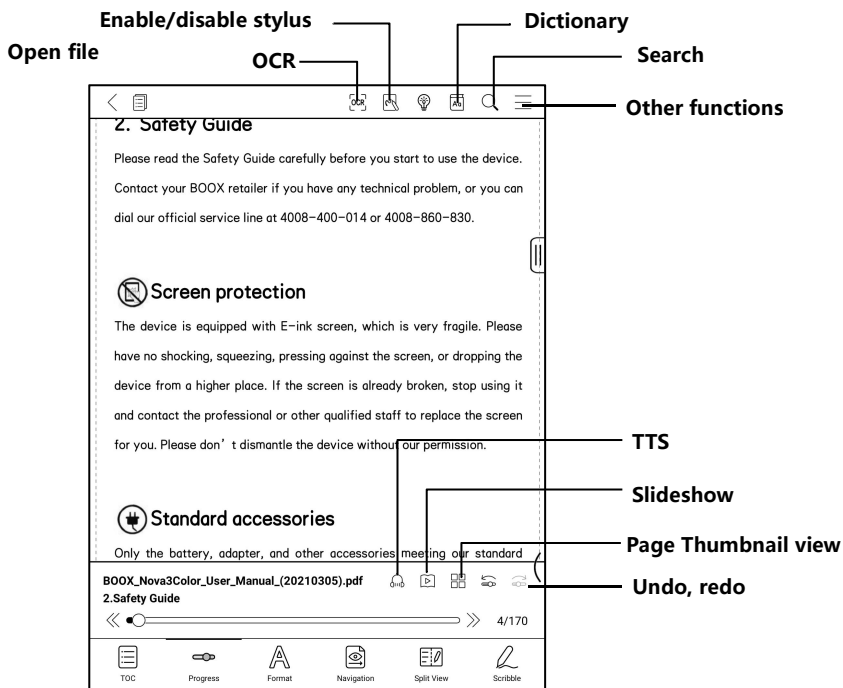 Enable/disable stylus
Dictionary
Open file
OCR
Search
Other functions
OCR
Aa
2. Safety Guide
Please read the Safety Guide carefully before you start to use the device.
Contact your BOOX retailer if you have any technical problem, or you can
dial our official service line at 4008-400-014 or 4008-860-830.
Screen protection
The device is equipped with E-ink screen, which is very fragile. Please
have no shocking, squeezing, pressing against the screen, or dropping the
device from a higher place. If the screen is already broken, stop using it
and contact the professional or other qualified staff to replace the screen
for you. Please don't dismantle the device without our permission.
TTS
Slideshow
Standard accessories
Only the battery, adapter, and other accessories meeting our standard
Page Thumbnail view
BOOX_Nova3Color_User_Manual_(20210305).pdf
Undo, redo
2.Safety Guide
4/170
TOC Progress Format Navigation Split View Scribble